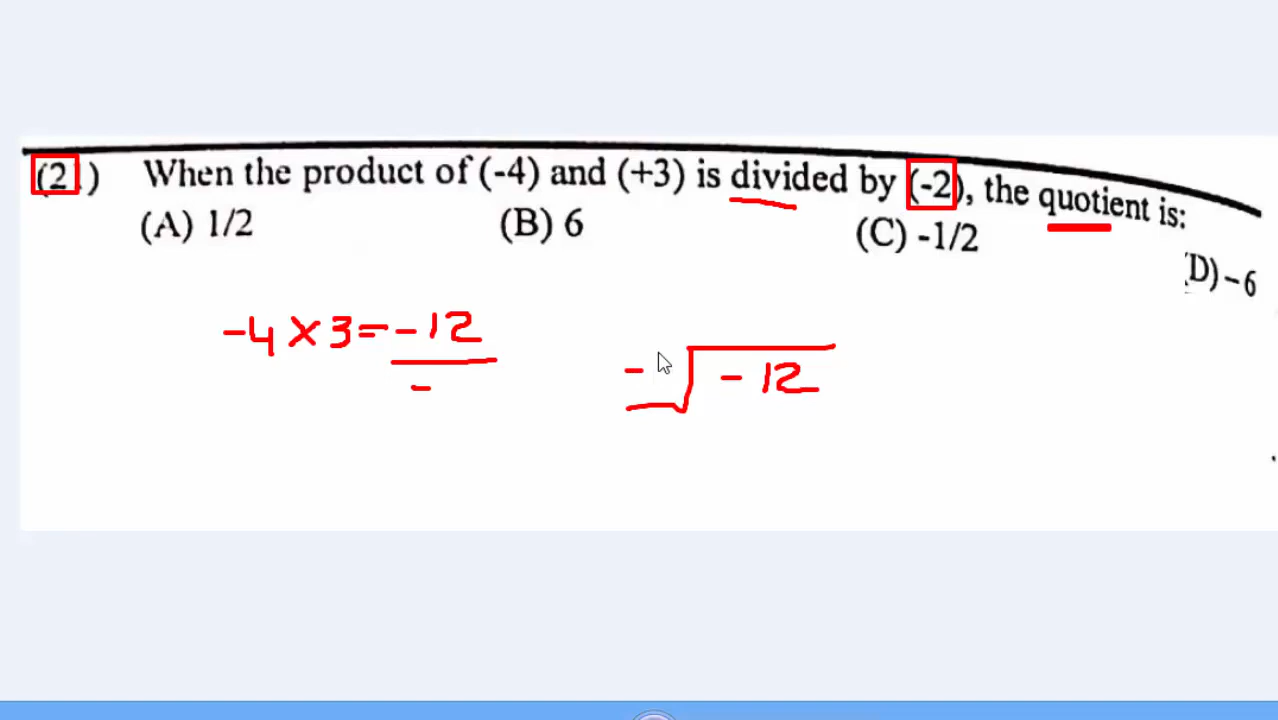 (2 ) When the product of (-4) and (+3) is divided by (-2), the quotient is:
(A) 1/2 (B) 6 (C) -1/2 (D) -6
-4 × 3 = -12
-
- √ -12